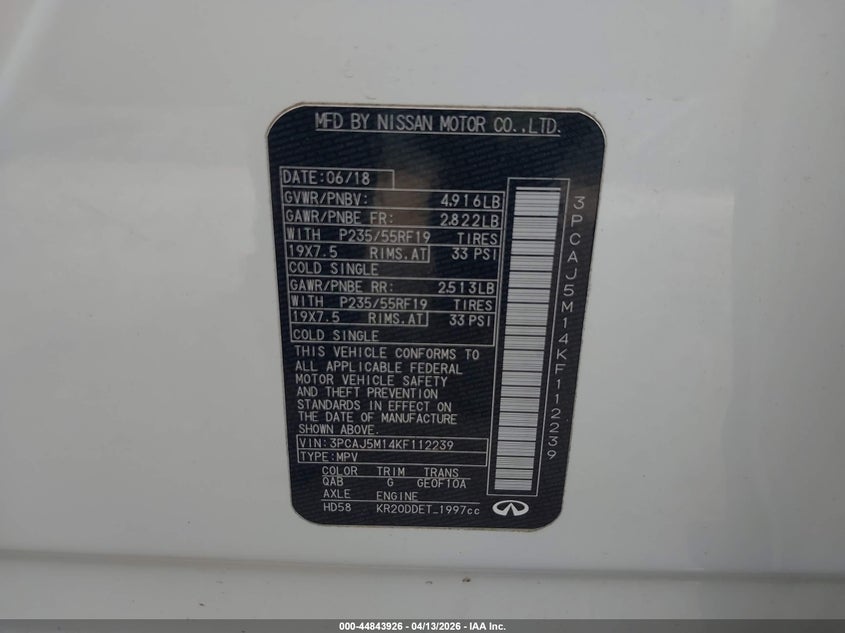 MFD BY NISSAN MOTOR CO.,LTD.
DATE:06/18
GVWR/PNBV: 4,916LB
GAWR/PNBE FR: 2,822LB
WITH P235/55RF19 TIRES
19X7.5 RIMS.AT 33 PSI
COLD SINGLE
GAWR/PNBE RR: 2,513LB
WITH P235/55RF19 TIRES
19X7.5 RIMS.AT 33 PSI
COLD SINGLE
THIS VEHICLE CONFORMS TO
ALL APPLICABLE FEDERAL
MOTOR VEHICLE SAFETY
AND THEFT PREVENTION
STANDARDS IN EFFECT ON
THE DATE OF MANUFACTURE
SHOWN ABOVE.
VIN:3PCAJ5M14KF112239
TYPE:MPV
COLOR TRIM TRANS
QAB G GE0F10A
AXLE ENGINE
HD58 KR20DDET_1997cc
3PCAJ5M14KF112239
000-44843926 - 04/13/2026 - IAA Inc.